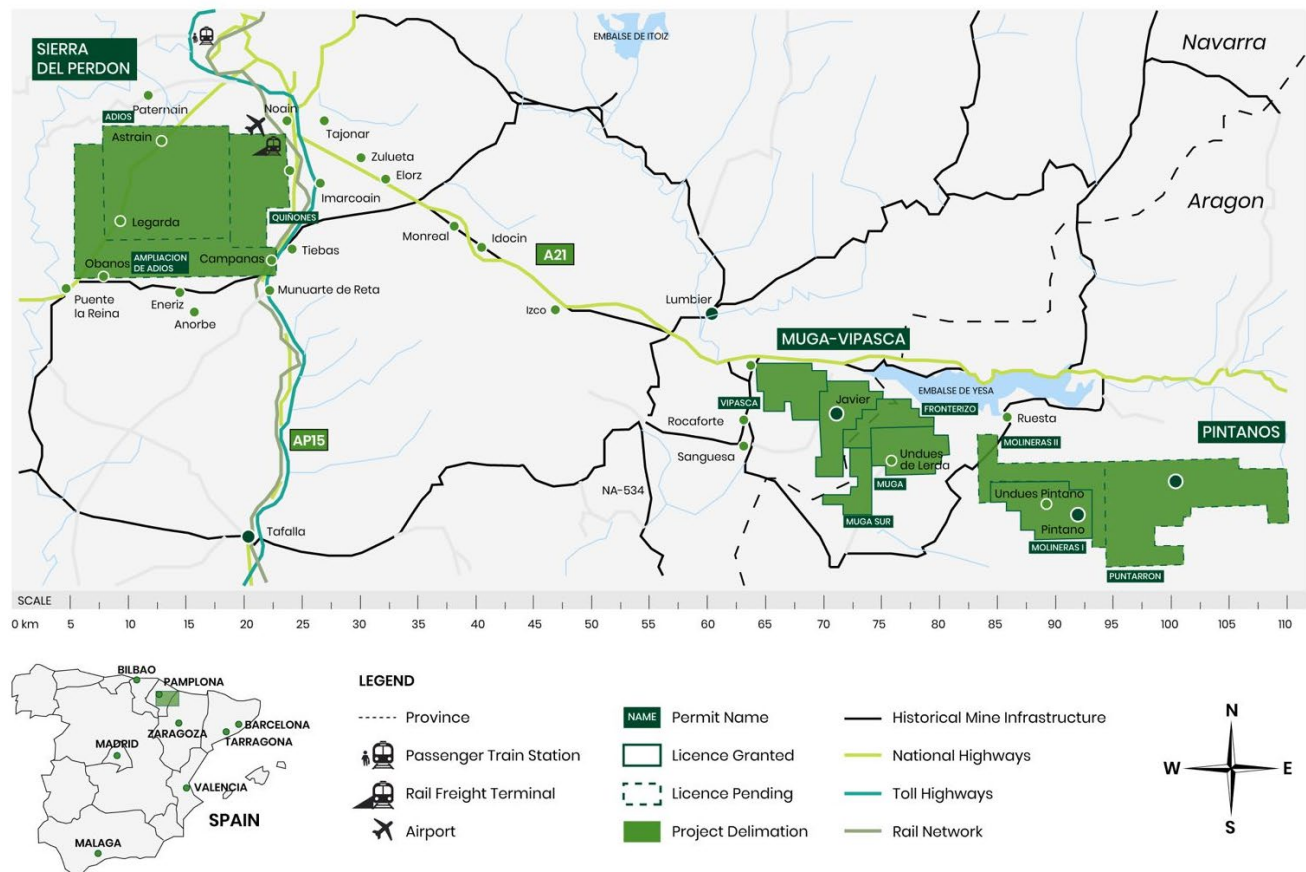 SIERRA
DEL PERDON
EMBALSE DE ITOIZ
Navarra
Aragon
Paternain
ADIOS
Astrain
Noain
Tajonar
Zulueta
Elorz
Imarcoain
Legarda
QUIÑONES
Monreal
Idocin
A21
Tiebas
Obanos
AMPLIACION
DE ADIOS
Campanas
Puente
la Reina
Eneriz
Anorbe
Munuarte de Reta
Izco
Lumbier
MUGA-VIPASCA
EMBALSE DE YESA
VIPASCA
Javier
FRONTERIZO
Rocaforte
Ruesta
PINTANOS
AP15
Sanguesa
MOLINERAS II
Undues
de Lerda
MUGA
NA-534
Undues Pintano
MUGA SUR
Pintano
Tafalla
MOLINERAS I
PUNTARRON
SCALE
0 km 5 10 15 20 25 30 35 40 45 50 55 60 65 70 75 80 85 90 95 100 105 110
BILBAO
PAMPLONA
BARCELONA
ZARAGOZA
TARRAGONA
MADRID
VALENCIA
SPAIN
MALAGA
LEGEND
Province
Passenger Train Station
Rail Freight Terminal
Airport
NAME Permit Name
Licence Granted
Licence Pending
Project Delimation
Historical Mine Infrastructure
National Highways
Toll Highways
Rail Network
N
W E
S